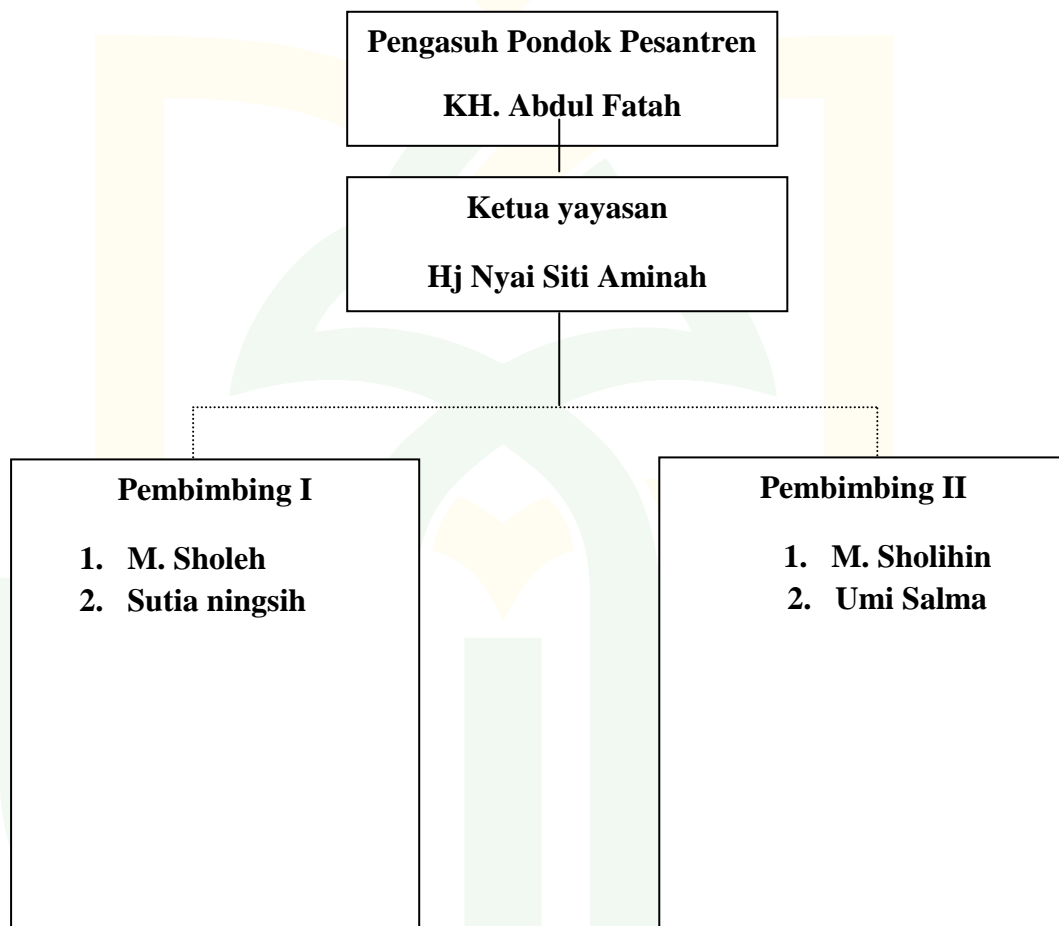 Pengasuh Pondok Pesantren
KH. Abdul Fatah
Ketua yayasan
Hj Nyai Siti Aminah
Pembimbing I
1. M. Sholeh
2. Sutia ningsih
Pembimbing II
1. M. Sholihin
2. Umi Salma